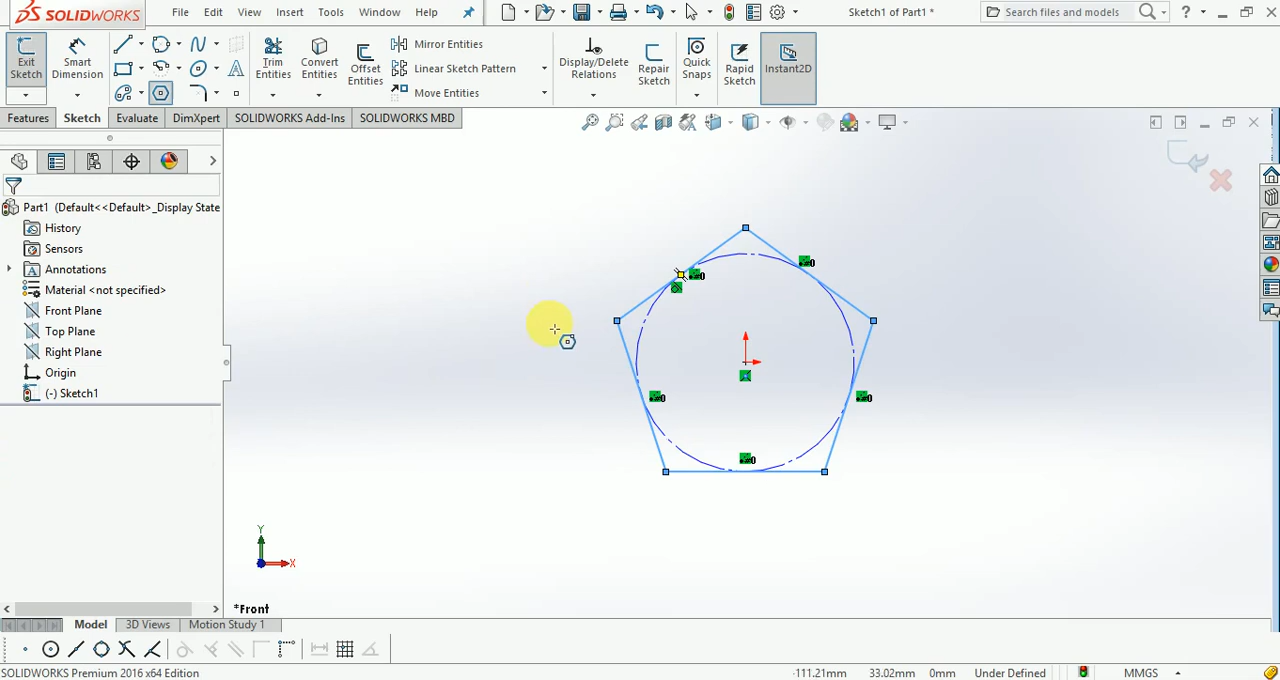 SOLIDWORKS File Edit View Insert Tools Window Help Sketch1 of Part1 * Search files and models ?
Exit Sketch
Smart Dimension
Trim Entities
Convert Entities
Offset Entities
Mirror Entities
Linear Sketch Pattern
Move Entities
Display/Delete Relations
Repair Sketch
Quick Snaps
Rapid Sketch
Instant2D
Features Sketch Evaluate DimXpert SOLIDWORKS Add-Ins SOLIDWORKS MBD
Part1 (Default<<Default>_Display State
History
Sensors
Annotations
Material <not specified>
Front Plane
Top Plane
Right Plane
Origin
(-) Sketch1
Y
X
*Front
Model 3D Views Motion Study 1
SOLIDWORKS Premium 2016 x64 Edition -111.21mm 33.02mm 0mm Under Defined MMGS